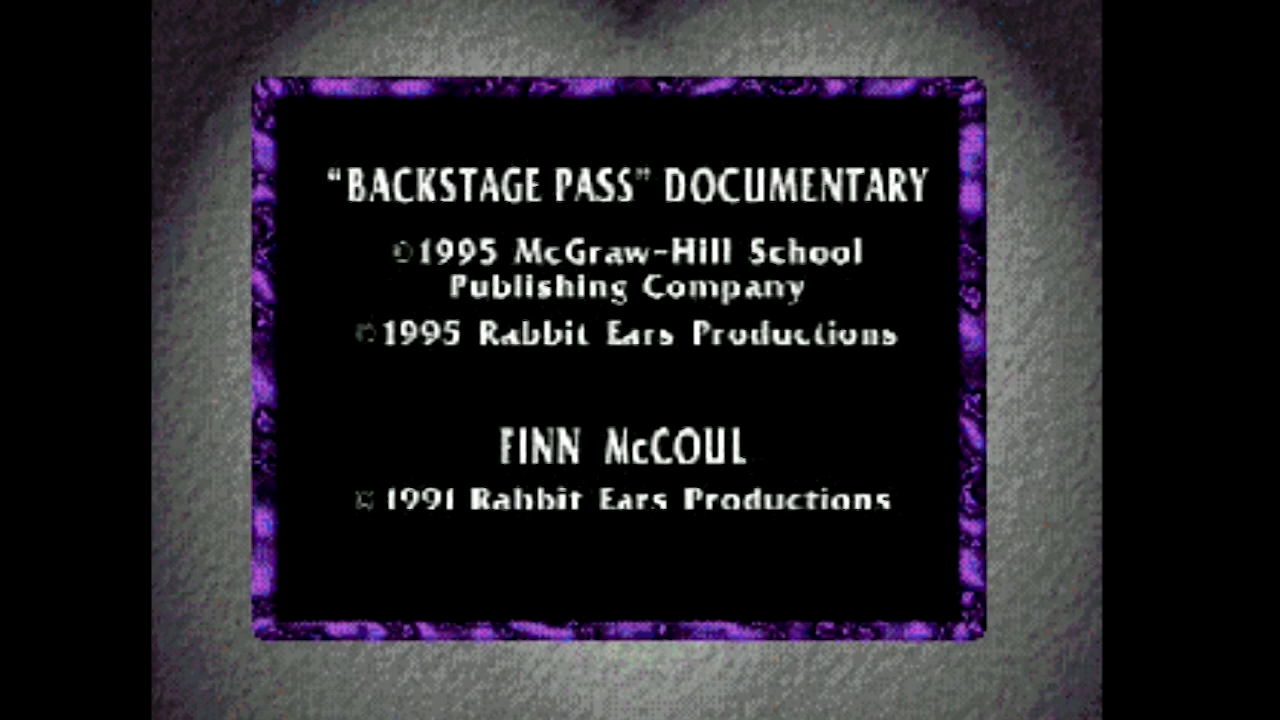 “BACKSTAGE PASS” DOCUMENTARY
©1995 McGraw-Hill School
Publishing Company
©1995 Rabbit Ears Productions
FINN McCOUL
© 1991 Rabbit Ears Productions